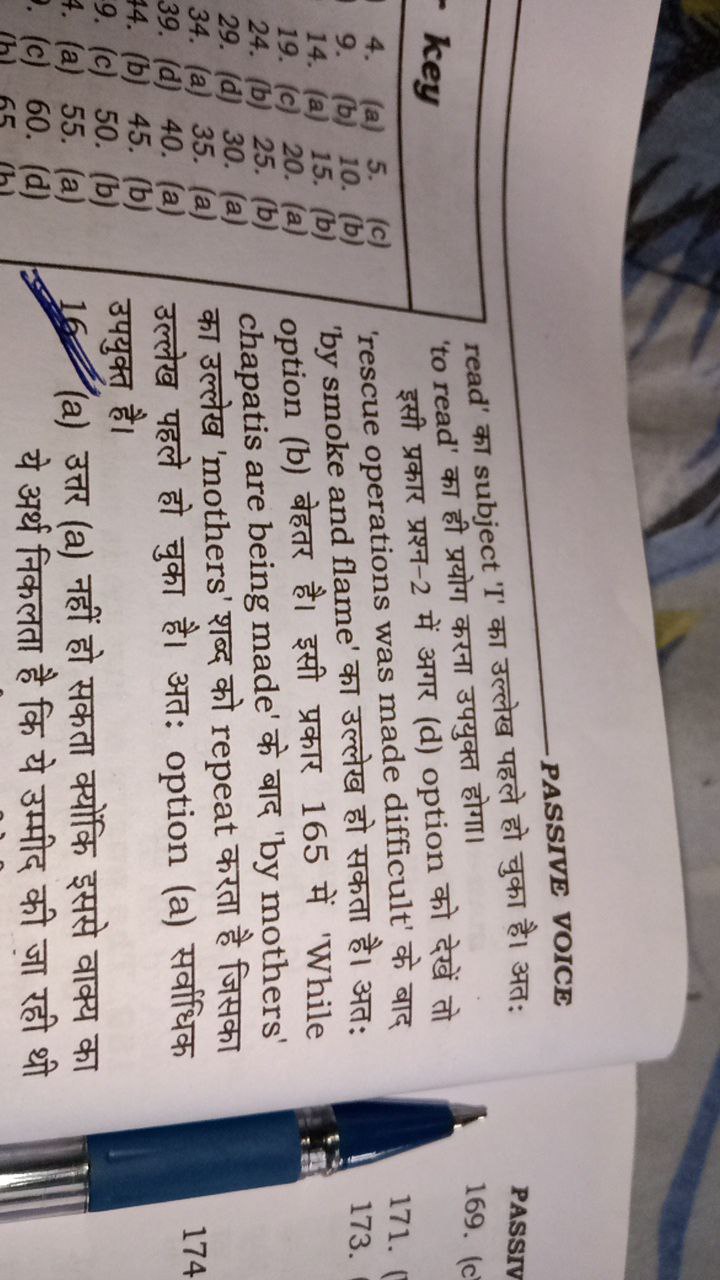 PASSIVE VOICE
read' का subject 'I' का उल्लेख पहले हो चुका है। अतः
'to read' का ही प्रयोग करना उपयुक्त होगा।
इसी प्रकार प्रश्न-2 में अगर (d) option को देखें तो
'rescue operations was made difficult' के बाद
'by smoke and flame' का उल्लेख हो सकता है। अतः
option (b) बेहतर है। इसी प्रकार 165 में 'While
chapatis are being made' के बाद 'by mothers'
का उल्लेख 'mothers' शब्द को repeat करता है जिसका
उल्लेख पहले हो चुका है। अतः option (a) सर्वाधिक
उपयुक्त है।
16 (a) उत्तर (a) नहीं हो सकता क्योंकि इससे वाक्य का
ये अर्थ निकलता है कि ये उम्मीद की जा रही थी
key
4. (a) 5. (c)
9. (b) 10. (b)
14. (a) 15. (b)
19. (c) 20. (a)
24. (b) 25. (b)
29. (d) 30. (a)
34. (a) 35. (a)
39. (d) 40. (a)
44. (b) 45. (b)
9. (c) 50. (b)
4. (a) 55. (a)
(c) 60. (d)
(b) 65. (b)
PASSIV
169. (c
171. (
173. (
174